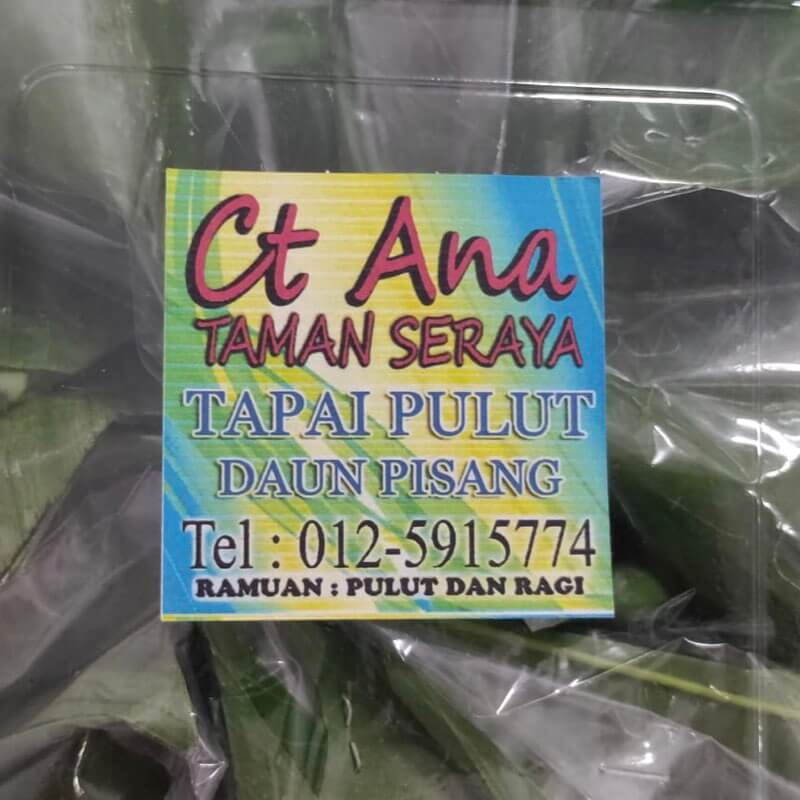 Ct Ana
TAMAN SERAYA
TAPAI PULUT
DAUN PISANG
Tel : 012-5915774
RAMUAN : PULUT DAN RAGI